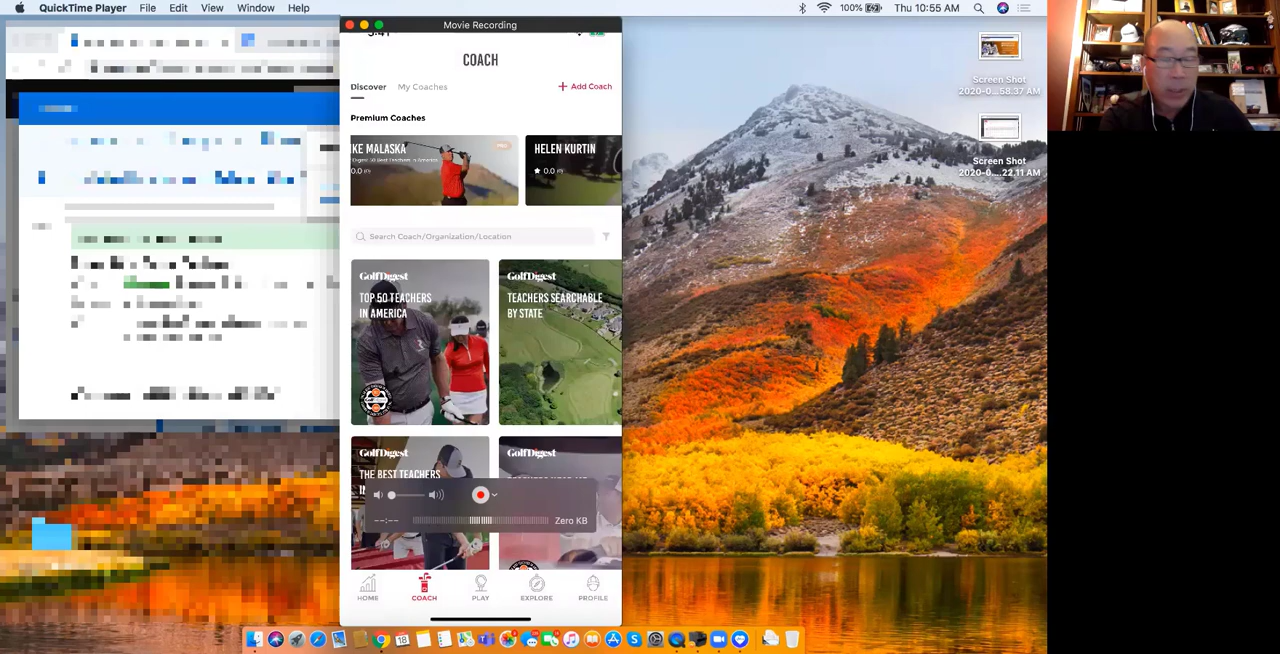 QuickTime Player File Edit View Window Help
100%
Thu 10:55 AM
Movie Recording
COACH
Discover My Coaches + Add Coach
Premium Coaches
KE MALASKA
0.0
HELEN KURTIN
0.0
Search Coach/Organization/Location
GolfDigest
TOP 50 TEACHERS
IN AMERICA
GolfDigest
TEACHERS SEARCHABLE
BY STATE
GolfDigest
THE BEST TEACHERS
GolfDigest
--:--
Zero KB
HOME COACH PLAY EXPLORE PROFILE
Screen Shot
2020-0....58.37 AM
Screen Shot
2020-0....22.11 AM